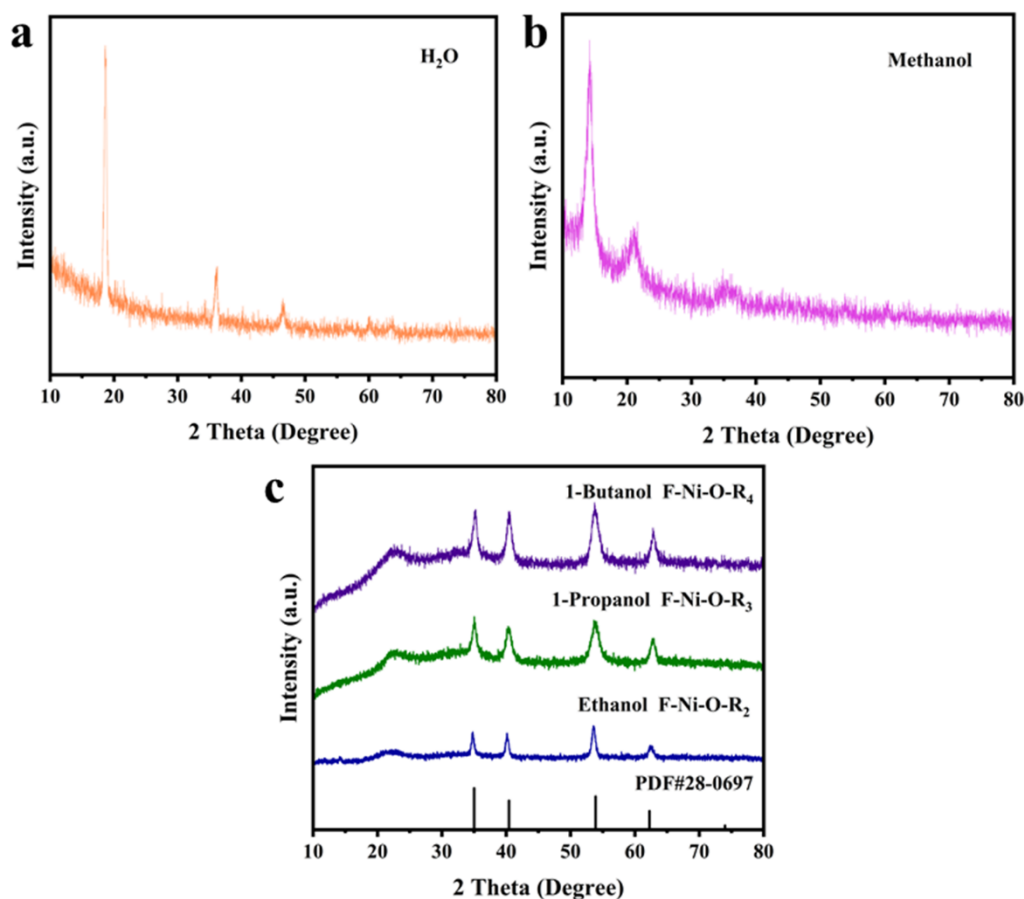 a
H₂O
Intensity (a.u.)
10 20 30 40 50 60 70 80
2 Theta (Degree)
b
Methanol
Intensity (a.u.)
10 20 30 40 50 60 70 80
2 Theta (Degree)
c
1-Butanol F-Ni-O-R₄
1-Propanol F-Ni-O-R₃
Ethanol F-Ni-O-R₂
PDF#28-0697
Intensity (a.u.)
10 20 30 40 50 60 70 80
2 Theta (Degree)